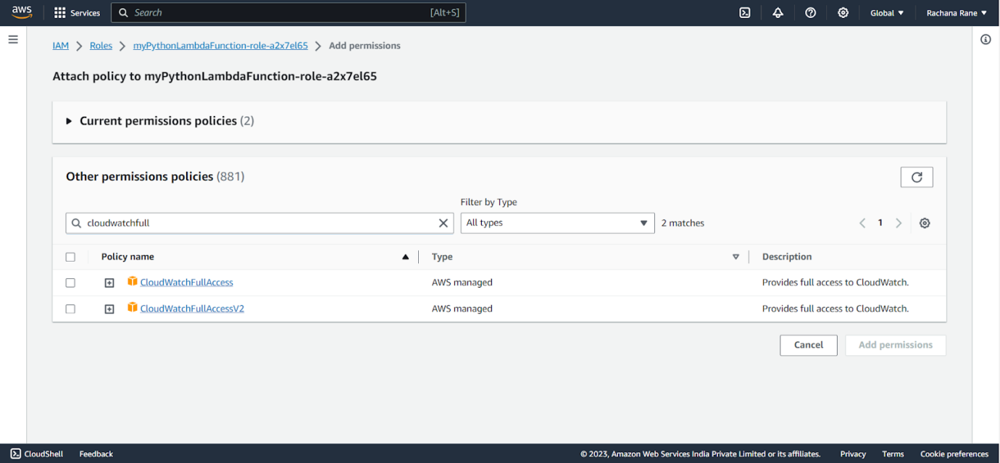 aws Services Search [Alt+S] Global Rachana Rane
IAM Roles myPythonLambdaFunction-role-a2x7el65 Add permissions
Attach policy to myPythonLambdaFunction-role-a2x7el65
Current permissions policies (2)
Other permissions policies (881)
Filter by Type
cloudwatchfull All types 2 matches 1
Policy name Type Description
CloudWatchFullAccess AWS managed Provides full access to CloudWatch.
CloudWatchFullAccessV2 AWS managed Provides full access to CloudWatch.
Cancel Add permissions
CloudShell Feedback © 2023, Amazon Web Services India Private Limited or its affiliates. Privacy Terms Cookie preferences